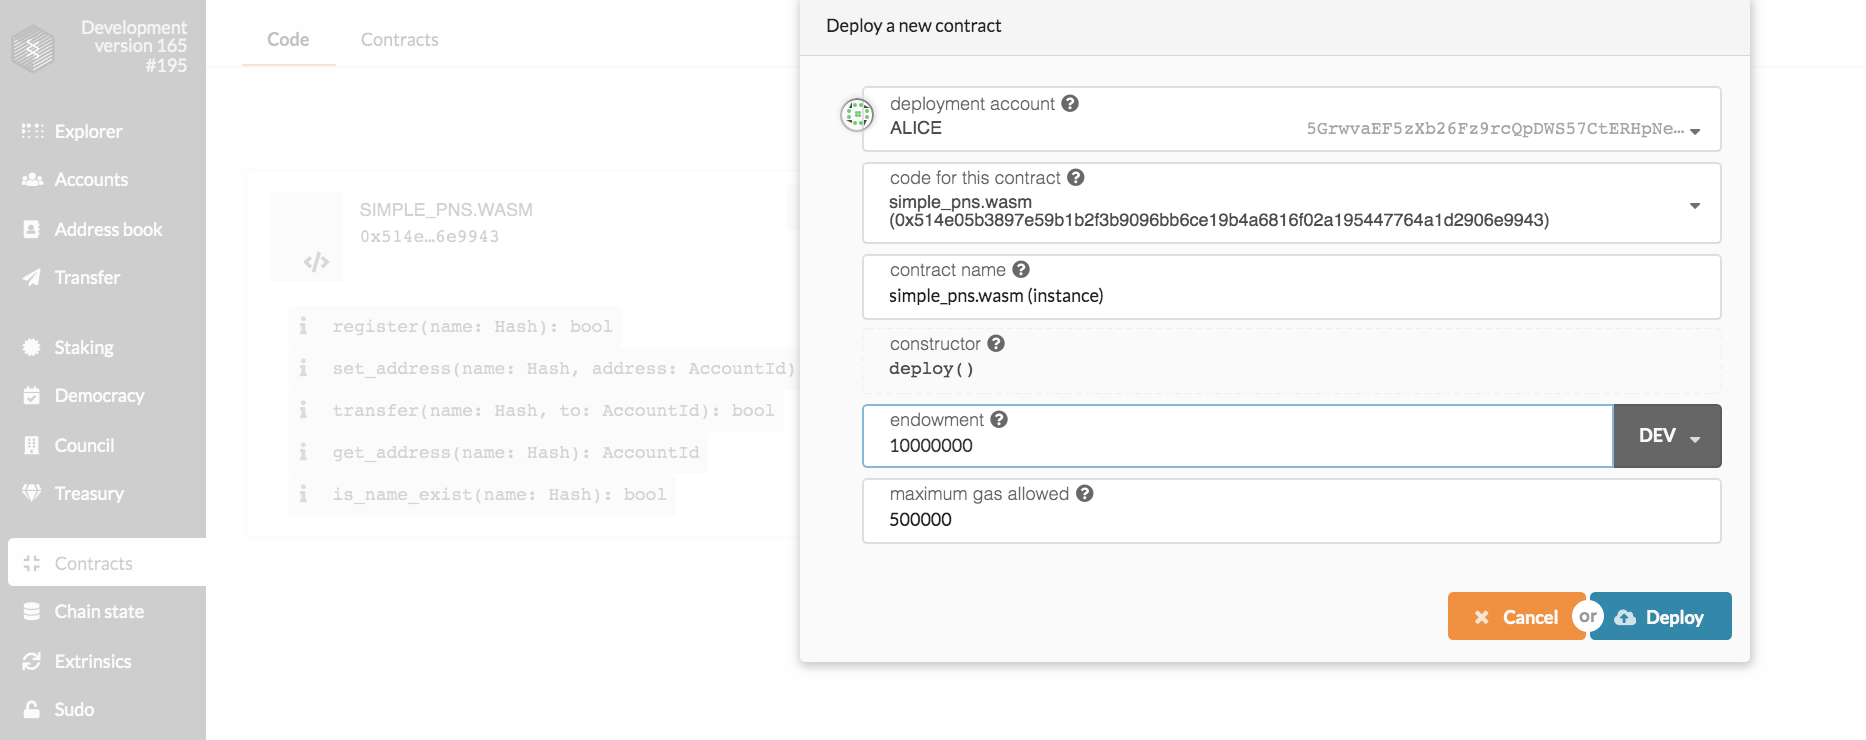 Development
version 165
#195
Explorer
Accounts
Address book
Transfer
Staking
Democracy
Council
Treasury
Contracts
Chain state
Extrinsics
Sudo
Code
Contracts
SIMPLE_PNS.WASM
0x514e…6e9943
</>
register(name: Hash): bool
set_address(name: Hash, address: AccountId)
transfer(name: Hash, to: AccountId): bool
get_address(name: Hash): AccountId
is_name_exist(name: Hash): bool
Deploy a new contract
deployment account
ALICE
5GrwvaEF5zXb26Fz9rcQpDWS57CtERHpNe…
code for this contract
simple_pns.wasm
(0x514e05b3897e59b1b2f3b9096bb6ce19b4a6816f02a195447764a1d2906e9943)
contract name
simple_pns.wasm (instance)
constructor
deploy()
endowment
10000000
DEV
maximum gas allowed
500000
Cancel
or
Deploy